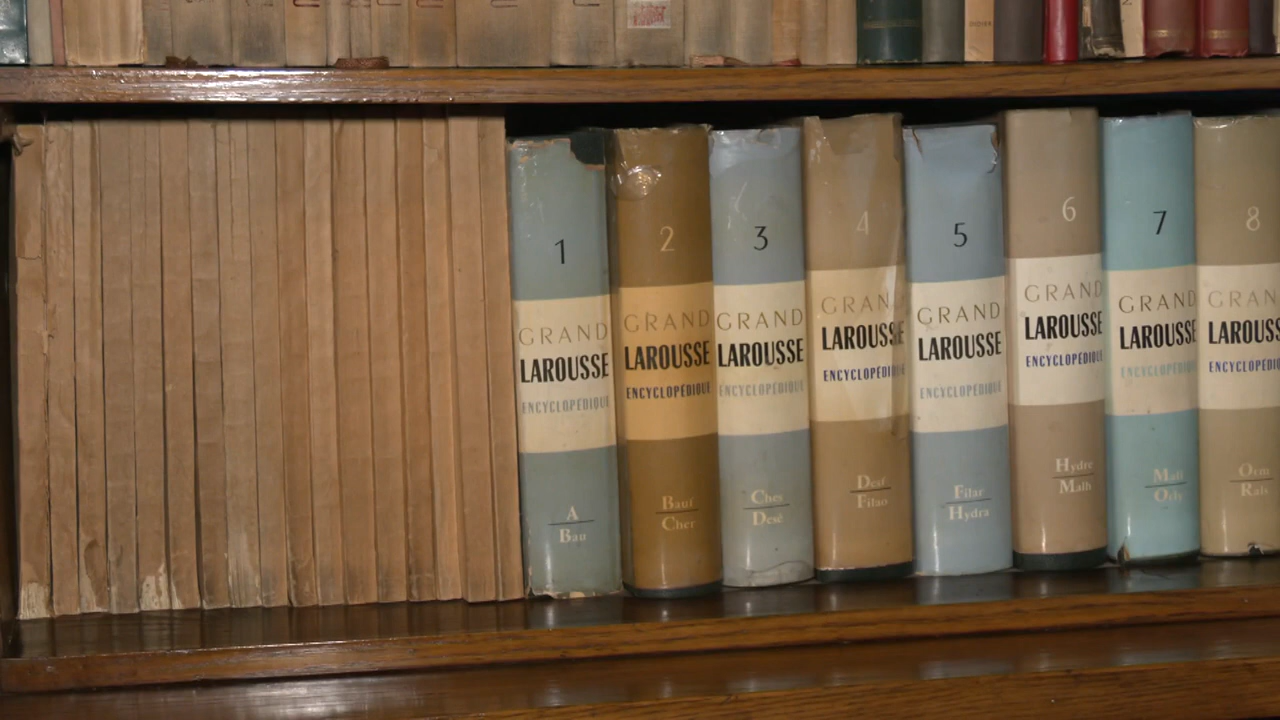 1
GRAND
LAROUSSE
ENCYCLOPÉDIQUE
A
Bau
2
GRAND
LAROUSSE
ENCYCLOPÉDIQUE
Bauf
Cher
3
GRAND
LAROUSSE
ENCYCLOPÉDIQUE
Ches
Desé
4
GRAND
LAROUSSE
ENCYCLOPÉDIQUE
Desf
Filao
5
GRAND
LAROUSSE
ENCYCLOPÉDIQUE
Filar
Hydra
6
GRAND
LAROUSSE
ENCYCLOPÉDIQUE
Hydre
Malh
7
GRAND
LAROUSSE
ENCYCLOPÉDIQUE
Mali
Orly
8
GRAN
LAROUSS
ENCYCLOPÉDI
Orm
Rals